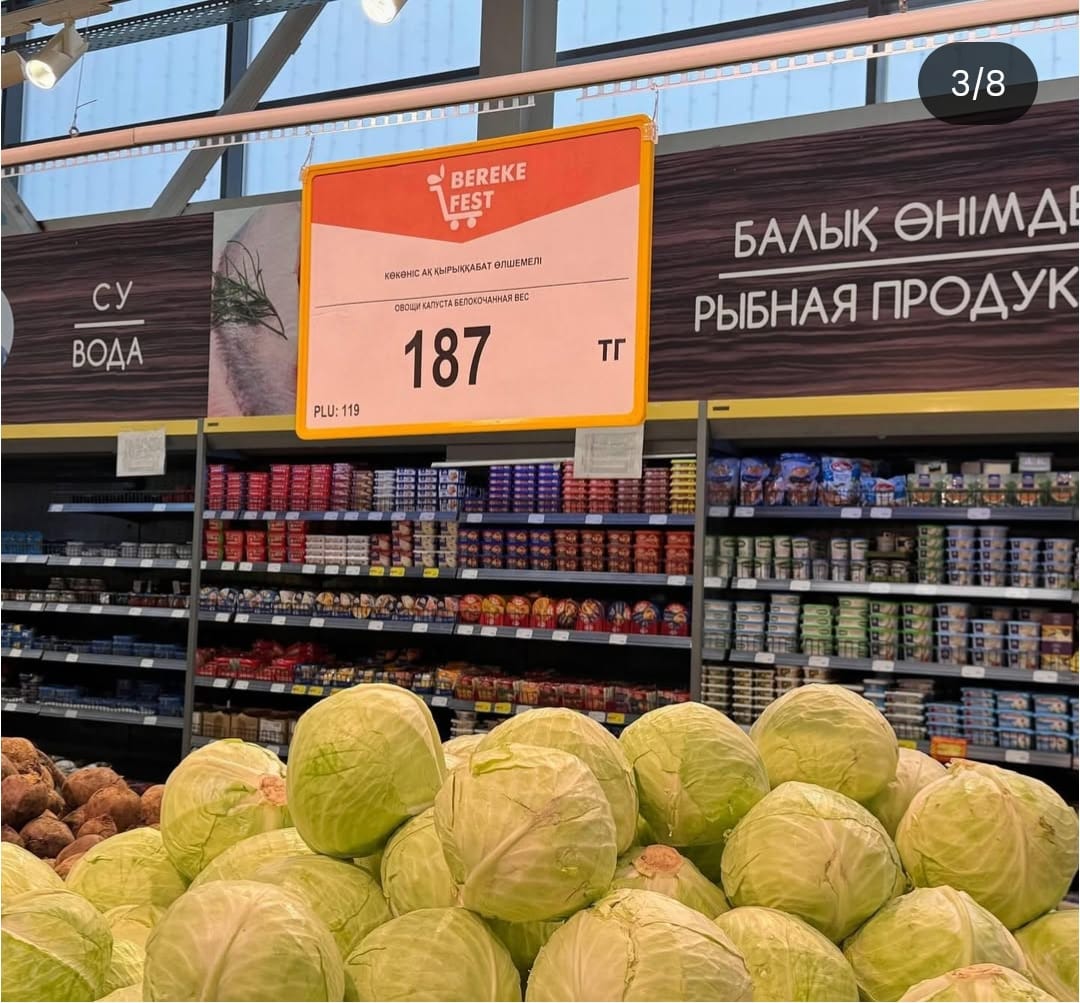 3/8
BEREKE
FEST
КӨКӨНІС АҚ ҚЫРЫҚҚАБАТ ӨЛШЕМЕЛІ
ОВОЩИ КАПУСТА БЕЛОКОЧАННАЯ ВЕС
187 ТГ
PLU: 119
СУ
ВОДА
БАЛЫҚ ӨНІМДЕ
РЫБНАЯ ПРОДУК